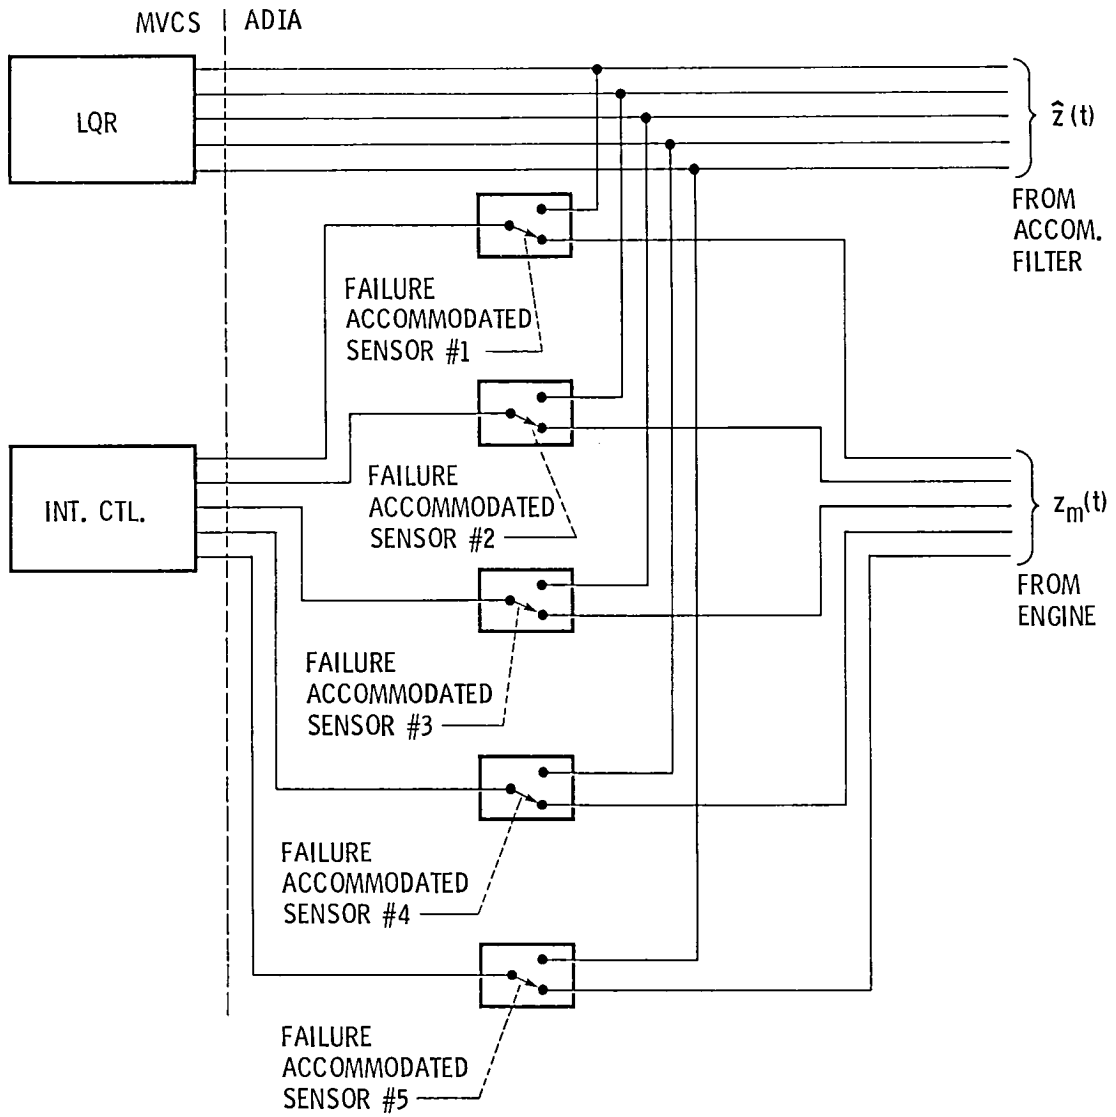 MVCS
ADIA
LQR
ẑ(t)
FROM
ACCOM.
FILTER
FAILURE
ACCOMMODATED
SENSOR #1
FAILURE
ACCOMMODATED
SENSOR #2
INT. CTL.
zm(t)
FROM
ENGINE
FAILURE
ACCOMMODATED
SENSOR #3
FAILURE
ACCOMMODATED
SENSOR #4
FAILURE
ACCOMMODATED
SENSOR #5